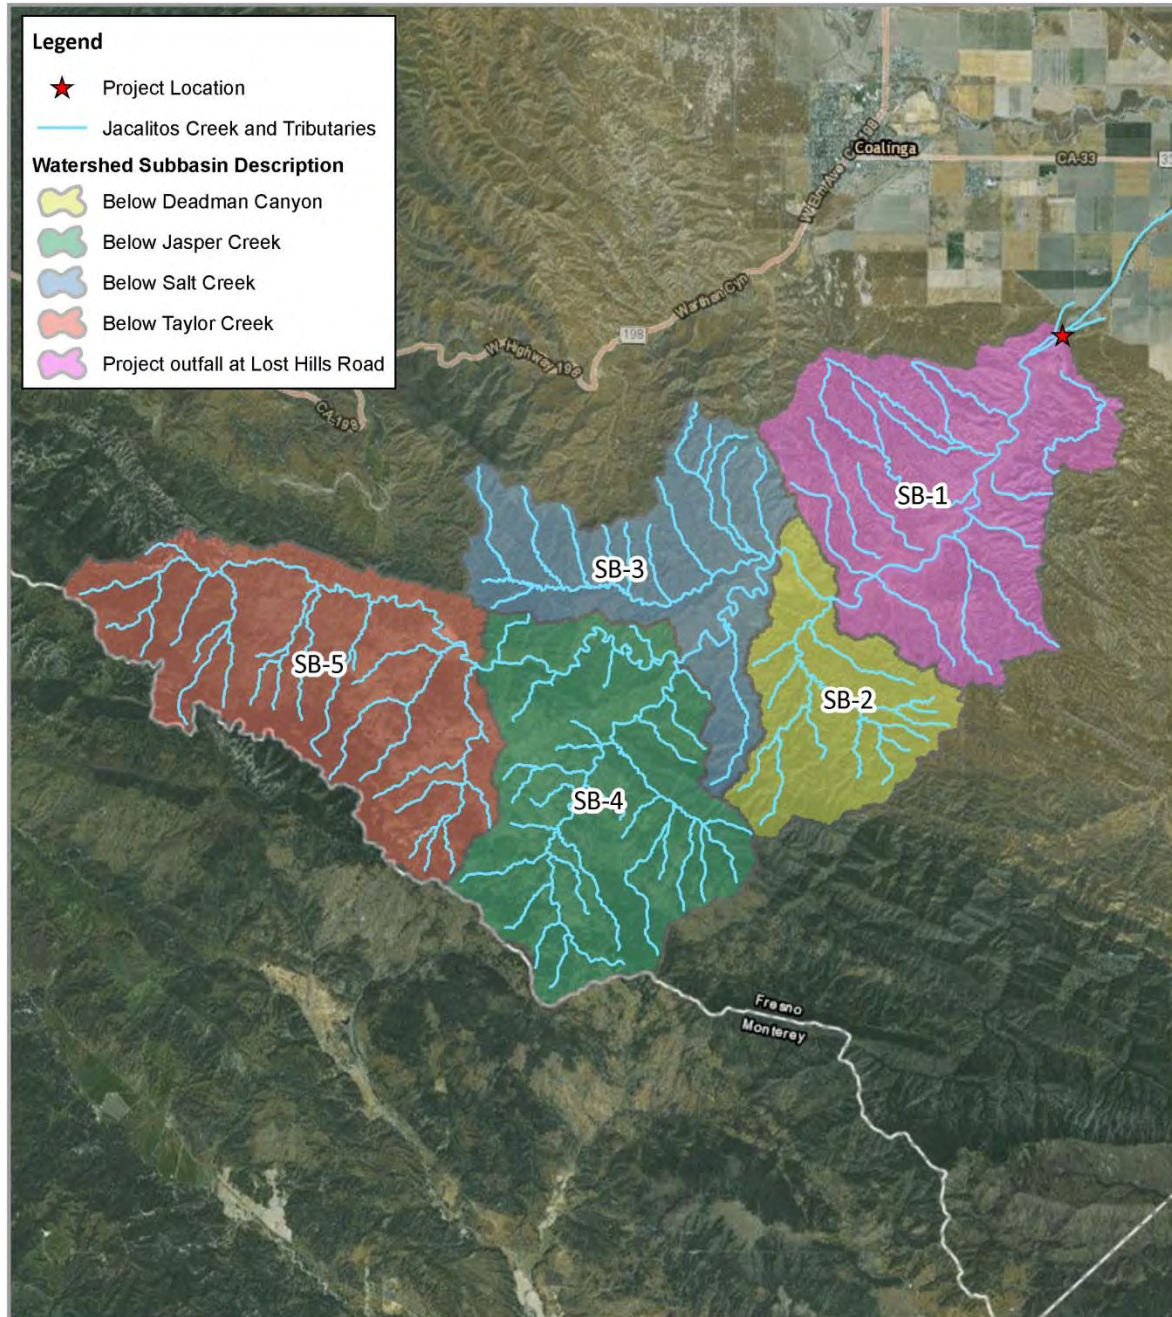 Legend
Project Location
Jacalitos Creek and Tributaries
Watershed Subbasin Description
Below Deadman Canyon
Below Jasper Creek
Below Salt Creek
Below Taylor Creek
Project outfall at Lost Hills Road
Coalinga
CA-33
33
W Elm Ave
CA-198
Warthan Cyn
198
W Highway 198
CA-198
SB-1
SB-3
SB-5
SB-2
SB-4
Fresno
Monterey